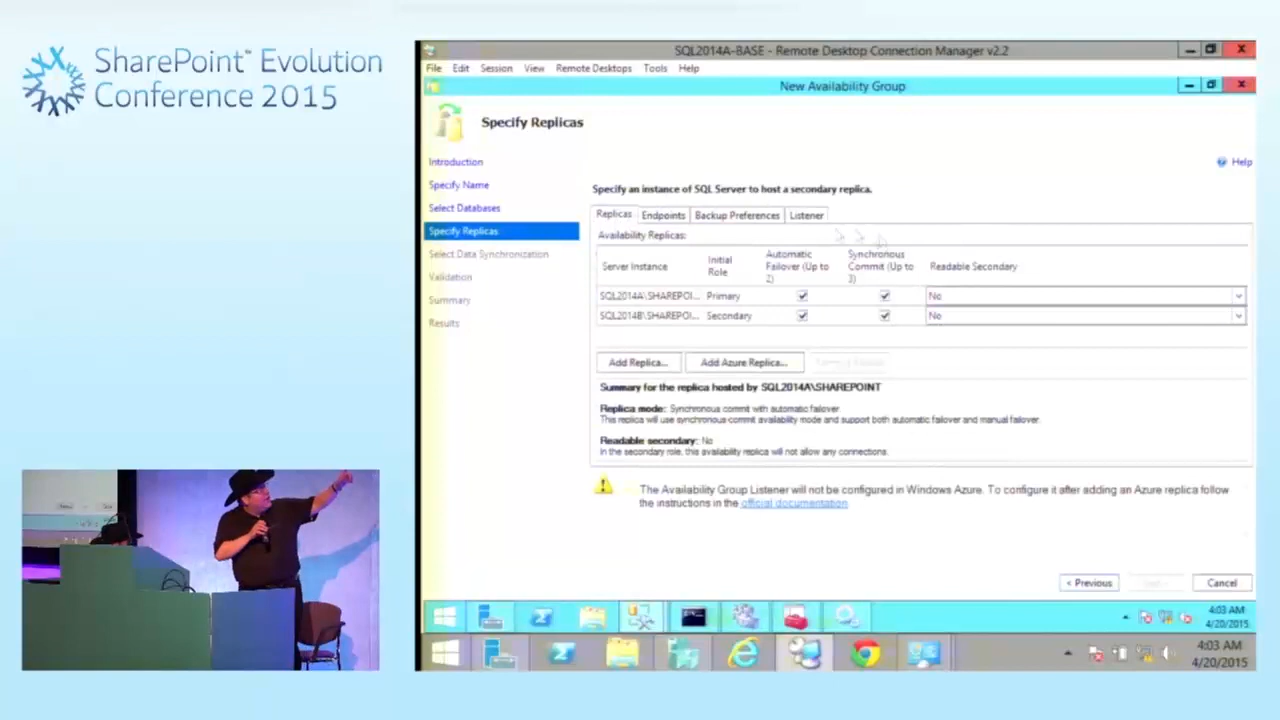 SharePoint™ Evolution
Conference 2015
SQL2014A-BASE - Remote Desktop Connection Manager v2.2
File Edit Session View Remote Desktops Tools Help
New Availability Group
Specify Replicas
Introduction
Help
Specify Name
Specify an instance of SQL Server to host a secondary replica.
Select Databases
Replicas Endpoints Backup Preferences Listener
Specify Replicas
Availability Replicas:
Select Data Synchronization
Server Instance
Initial
Role
Automatic
Failover (Up to
2)
Synchronous
Commit (Up to
3)
Readable Secondary
Validation
SQL2014A\SHAREPOI... Primary No
Summary
SQL2014B\SHAREPOI... Secondary No
Results
Add Replica... Add Azure Replica...
Summary for the replica hosted by SQL2014A\SHAREPOINT
Replica mode: Synchronous commit with automatic failover
This replica will use synchronous commit availability mode and support both automatic failover and manual failover.
Readable secondary: No
In the secondary role, this availability replica will not allow any connections.
The Availability Group Listener will not be configured in Windows Azure. To configure it after adding an Azure replica follow
the instructions in the official documentation
< Previous Cancel
4:03 AM
4/20/2015
4:03 AM
4/20/2015